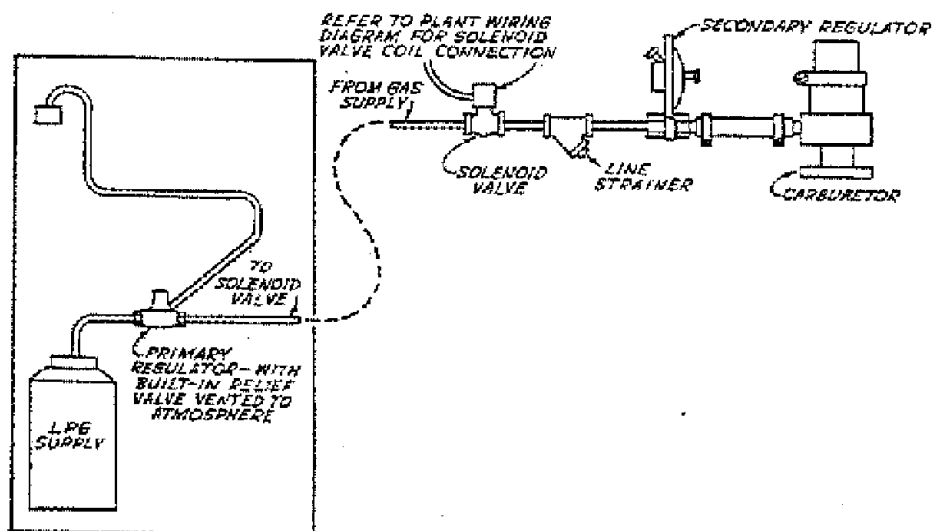 REFER TO PLANT WIRING
DIAGRAM FOR SOLENOID
VALVE COIL CONNECTION
SECONDARY REGULATOR
FROM GAS
SUPPLY
SOLENOID
VALVE
LINE
STRAINER
CARBURETOR
TO
SOLENOID
VALVE
PRIMARY
REGULATOR-WITH
BUILT-IN RELIEF
VALVE VENTED TO
ATMOSPHERE
LPG
SUPPLY